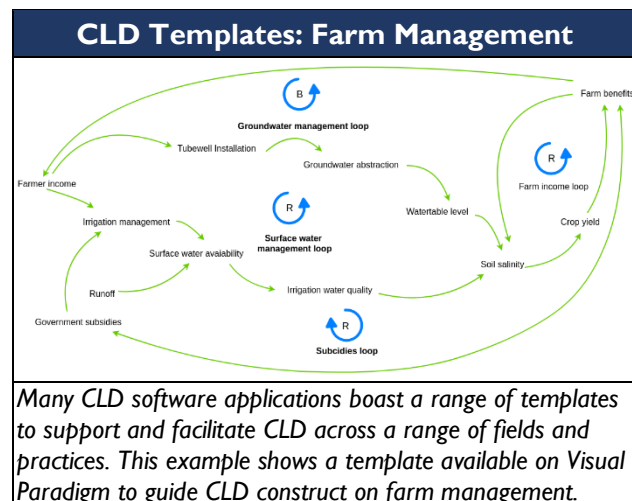 CLD Templates: Farm Management
B
Farm benefits
Groundwater management loop
Tubewell Installation
Groundwater abstraction
R
Farmer income
Farm income loop
R
Watertable level
Irrigation management
Crop yield
Surface water
management loop
Surface water avaiability
Soil salinity
Runoff
Irrigation water quality
Government subsidies
R
Subcidies loop
Many CLD software applications boast a range of templates
to support and facilitate CLD across a range of fields and
practices. This example shows a template available on Visual
Paradigm to guide CLD construct on farm management.